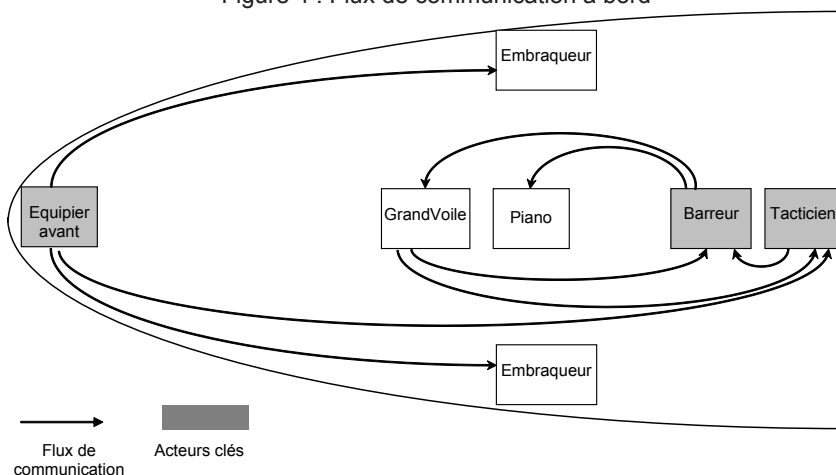 Figure 1 : Flux de communication à bord
Embraqueur
Equipier
avant
GrandVoile
Piano
Barreur
Tacticien
Embraqueur
Flux de
communication
Acteurs clés